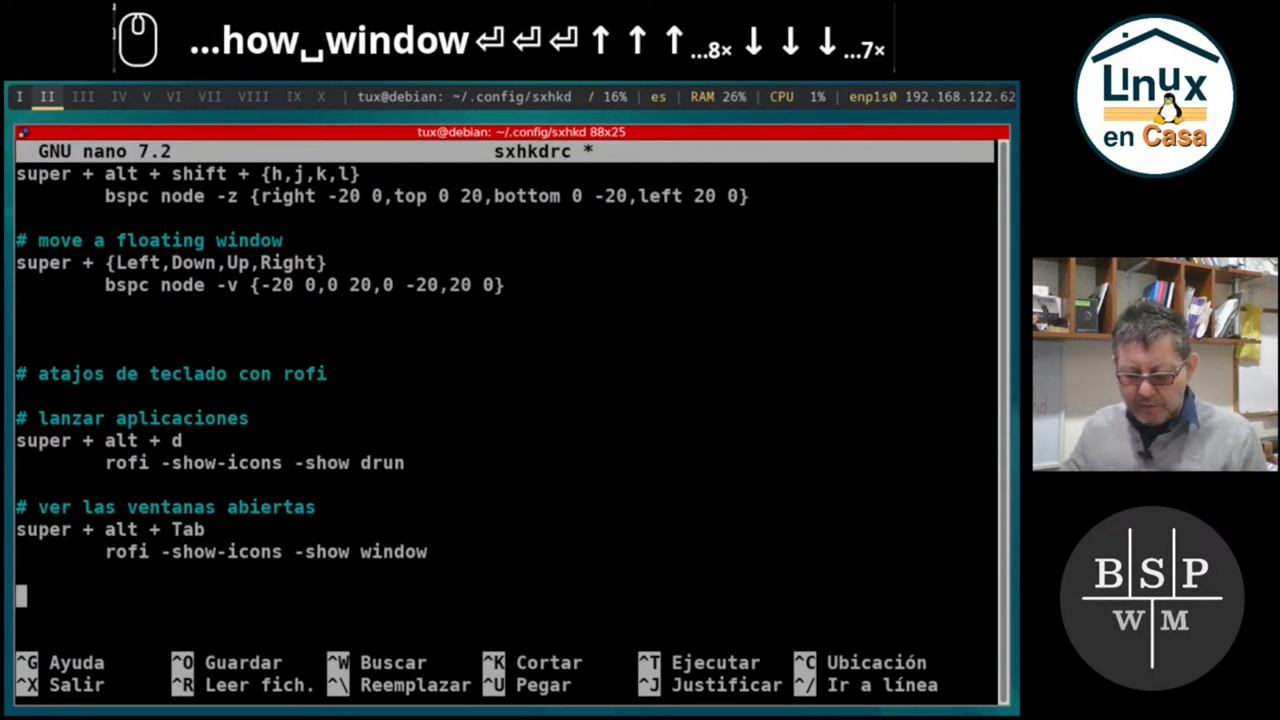 ...how␣window⏎⏎⏎↑↑↑...8×↓↓↓...7×
LInux
en Casa
I II III IV V VI VII VIII IX X | tux@debian: ~/.config/sxhkd / 16% | es | RAM 26% | CPU 1% | enp1s0 192.168.122.62
tux@debian: ~/.config/sxhkd 88x25
GNU nano 7.2 sxhkdrc *
super + alt + shift + {h,j,k,l}
bspc node -z {right -20 0,top 0 20,bottom 0 -20,left 20 0}
# move a floating window
super + {Left,Down,Up,Right}
bspc node -v {-20 0,0 20,0 -20,20 0}
# atajos de teclado con rofi
# lanzar aplicaciones
super + alt + d
rofi -show-icons -show drun
# ver las ventanas abiertas
super + alt + Tab
rofi -show-icons -show window
^G Ayuda ^O Guardar ^W Buscar ^K Cortar ^T Ejecutar ^C Ubicación
^X Salir ^R Leer fich. ^\ Reemplazar ^U Pegar ^J Justificar ^/ Ir a línea
BSP
WM